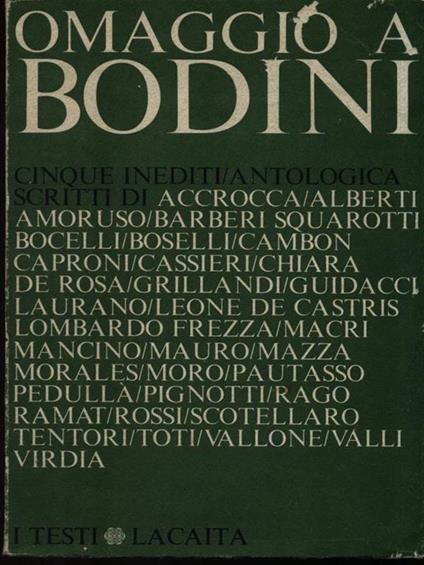 OMAGGIO A
BODINI
CINQUE INEDITI/ANTOLOGICA
SCRITTI DI ACCROCCA/ALBERTI
AMORUSO/BARBERI SQUAROTTI
BOCELLI/BOSELLI/CAMBON
CAPRONI/CASSIERI/CHIARA
DE ROSA/GRILLANDI/GUIDACCI
LAURANO/LEONE DE CASTRIS
LOMBARDO FREZZA/MACRI
MANCINO/MAURO/MAZZA
MORALES/MORO/PAUTASSO
PEDULLÀ/PIGNOTTI/RAGO
RAMAT/ROSSI/SCOTELLARO
TENTORI/TOTI/VALLONE/VALLI
VIRDIA
I TESTI LACAITA